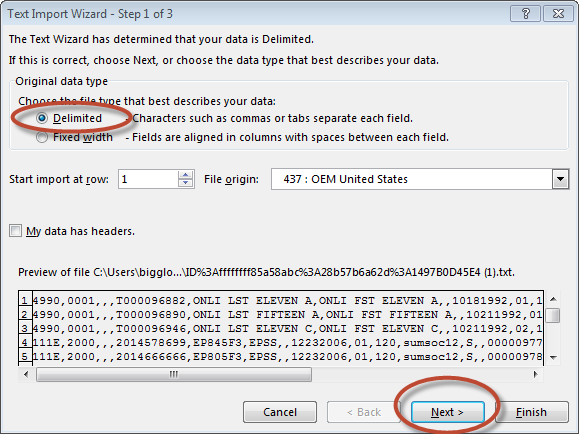 Text Import Wizard - Step 1 of 3
The Text Wizard has determined that your data is Delimited.
If this is correct, choose Next, or choose the data type that best describes your data.
Original data type
Choose the file type that best describes your data:
Delimited - Characters such as commas or tabs separate each field.
Fixed width - Fields are aligned in columns with spaces between each field.
Start import at row: 1 File origin: 437 : OEM United States
My data has headers.
Preview of file C:\Users\bigglo...\ID%3Affffffff85a58abc%3A28b57b6a62d%3A1497B0D45E4 (1).txt.
1 4990,0001,,,T000096882,ONLI LST ELEVEN A,ONLI FST ELEVEN A,,10181992,01,1
2 4990,0001,,,T000096890,ONLI LST FIFTEEN A,ONLI FST FIFTEEN A,,10211992,0
3 4990,0001,,,T000096946,ONLI LST ELEVEN C,ONLI FST ELEVEN C,,10211992,02,1
4 111E,2000,,,2014578699,EP845F3,EPSS,,12232006,01,120,sumsoc12,S,,00000977
5 111E,2000,,,2014666666,EP805F3,EPSS,,12232006,01,120,sumsoc12,S,,00000978
Cancel < Back Next > Finish